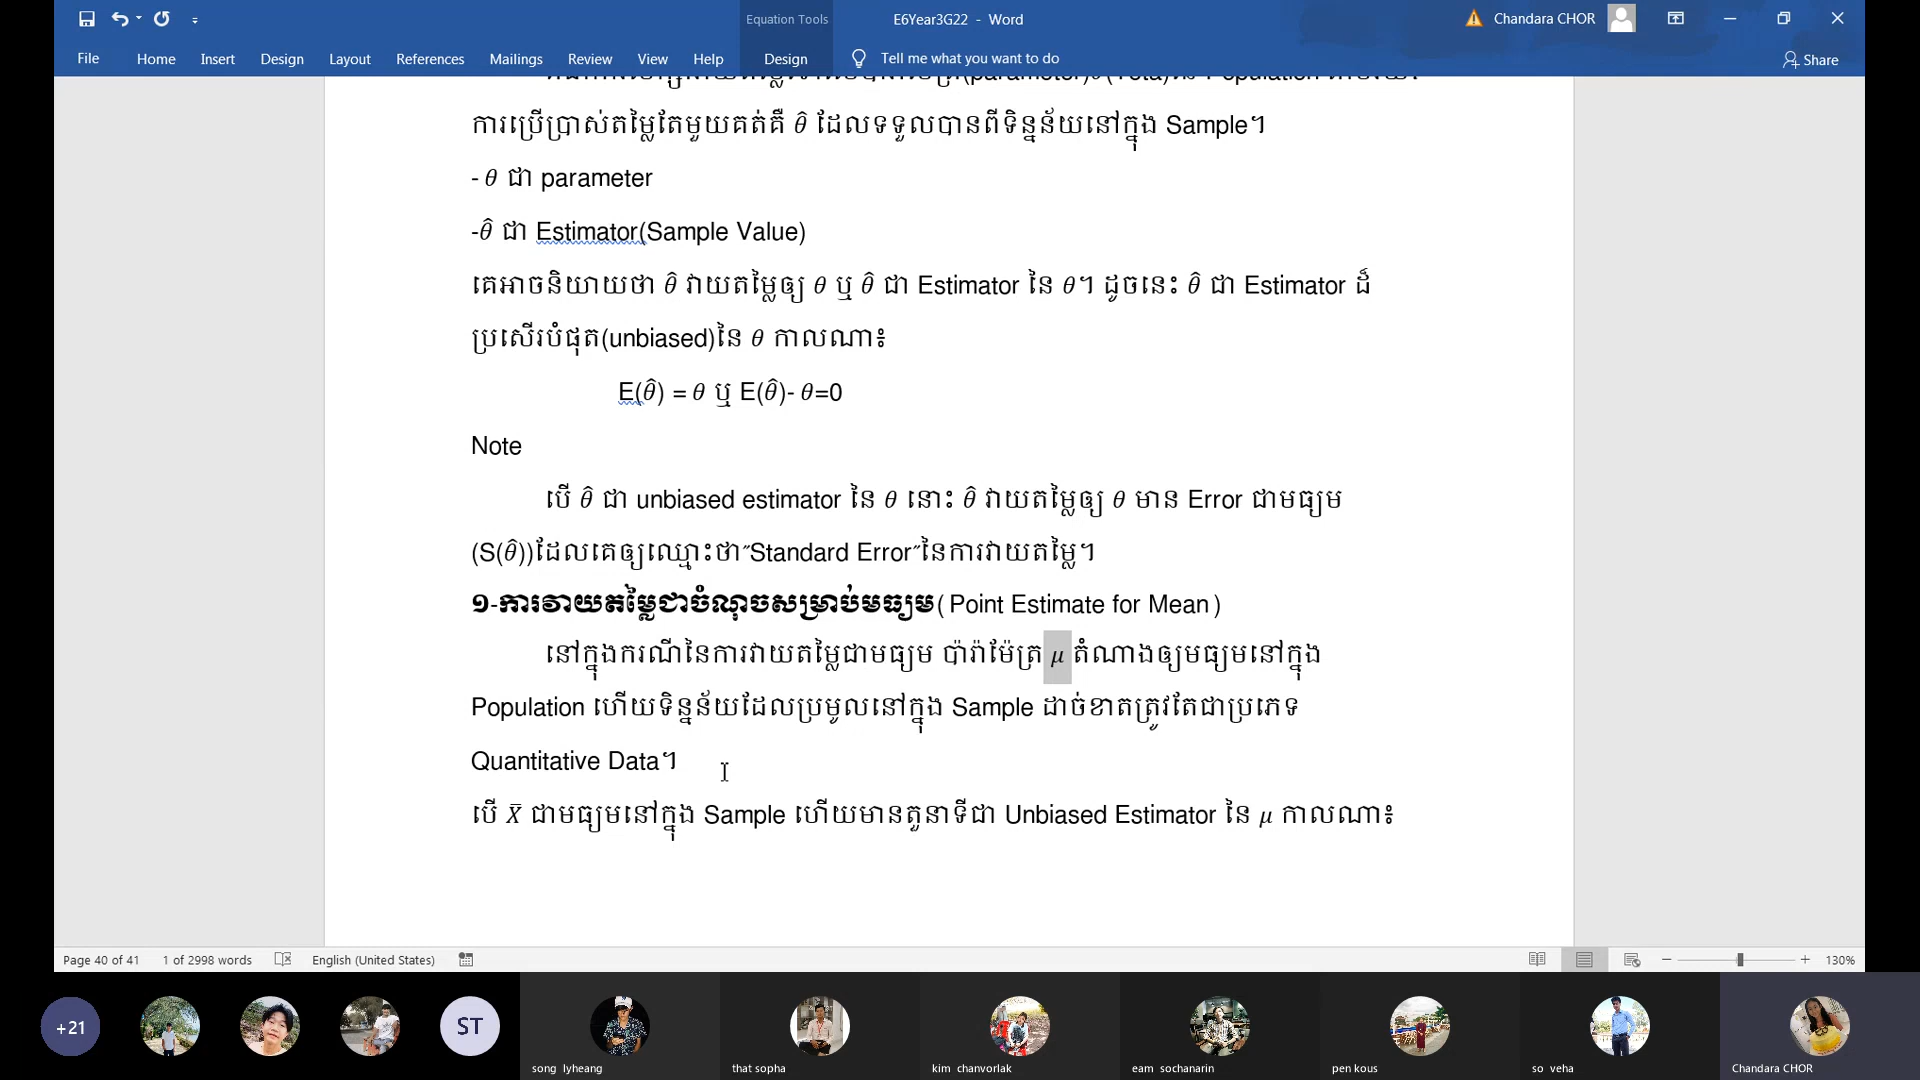 Equation Tools
E6Year3G22 - Word
Chandara CHOR
File Home Insert Design Layout References Mailings Review View Help Design Tell me what you want to do Share
ការប្រើប្រាស់តម្លៃតែមួយគត់គឺ θ̂ ដែលទទួលបានពីទិន្នន័យនៅក្នុង Sample។
- θ ជា parameter
-θ̂ ជា Estimator(Sample Value)
គេអាចនិយាយថា θ̂ វាយតម្លៃឲ្យ θ ឬ θ̂ ជា Estimator នៃ θ។ ដូចនេះ θ̂ ជា Estimator ដ៏
ប្រសើរបំផុត(unbiased)នៃ θ កាលណា៖
E(θ̂) = θ ឬ E(θ̂)- θ=0
Note
បើ θ̂ ជា unbiased estimator នៃ θ នោះ θ̂ វាយតម្លៃឲ្យ θ មាន Error ជាមធ្យម
(S(θ̂))ដែលគេឲ្យឈ្មោះថា“Standard Error”នៃការវាយតម្លៃ។
១-ការវាយតម្លៃជាចំណុចសម្រាប់មធ្យម( Point Estimate for Mean )
នៅក្នុងករណីនៃការវាយតម្លៃជាមធ្យម ប៉ារ៉ាម៉ែត្រ μ តំណាងឲ្យមធ្យមនៅក្នុង
Population ហើយទិន្នន័យដែលប្រមូលនៅក្នុង Sample ដាច់ខាតត្រូវតែជាប្រភេទ
Quantitative Data។
បើ X̄ ជាមធ្យមនៅក្នុង Sample ហើយមានតួនាទីជា Unbiased Estimator នៃ μ កាលណា៖
Page 40 of 41 1 of 2998 words English (United States) 130%
+21 ST
song lyheang that sopha kim chanvorlak eam sochanarin pen kous so veha Chandara CHOR